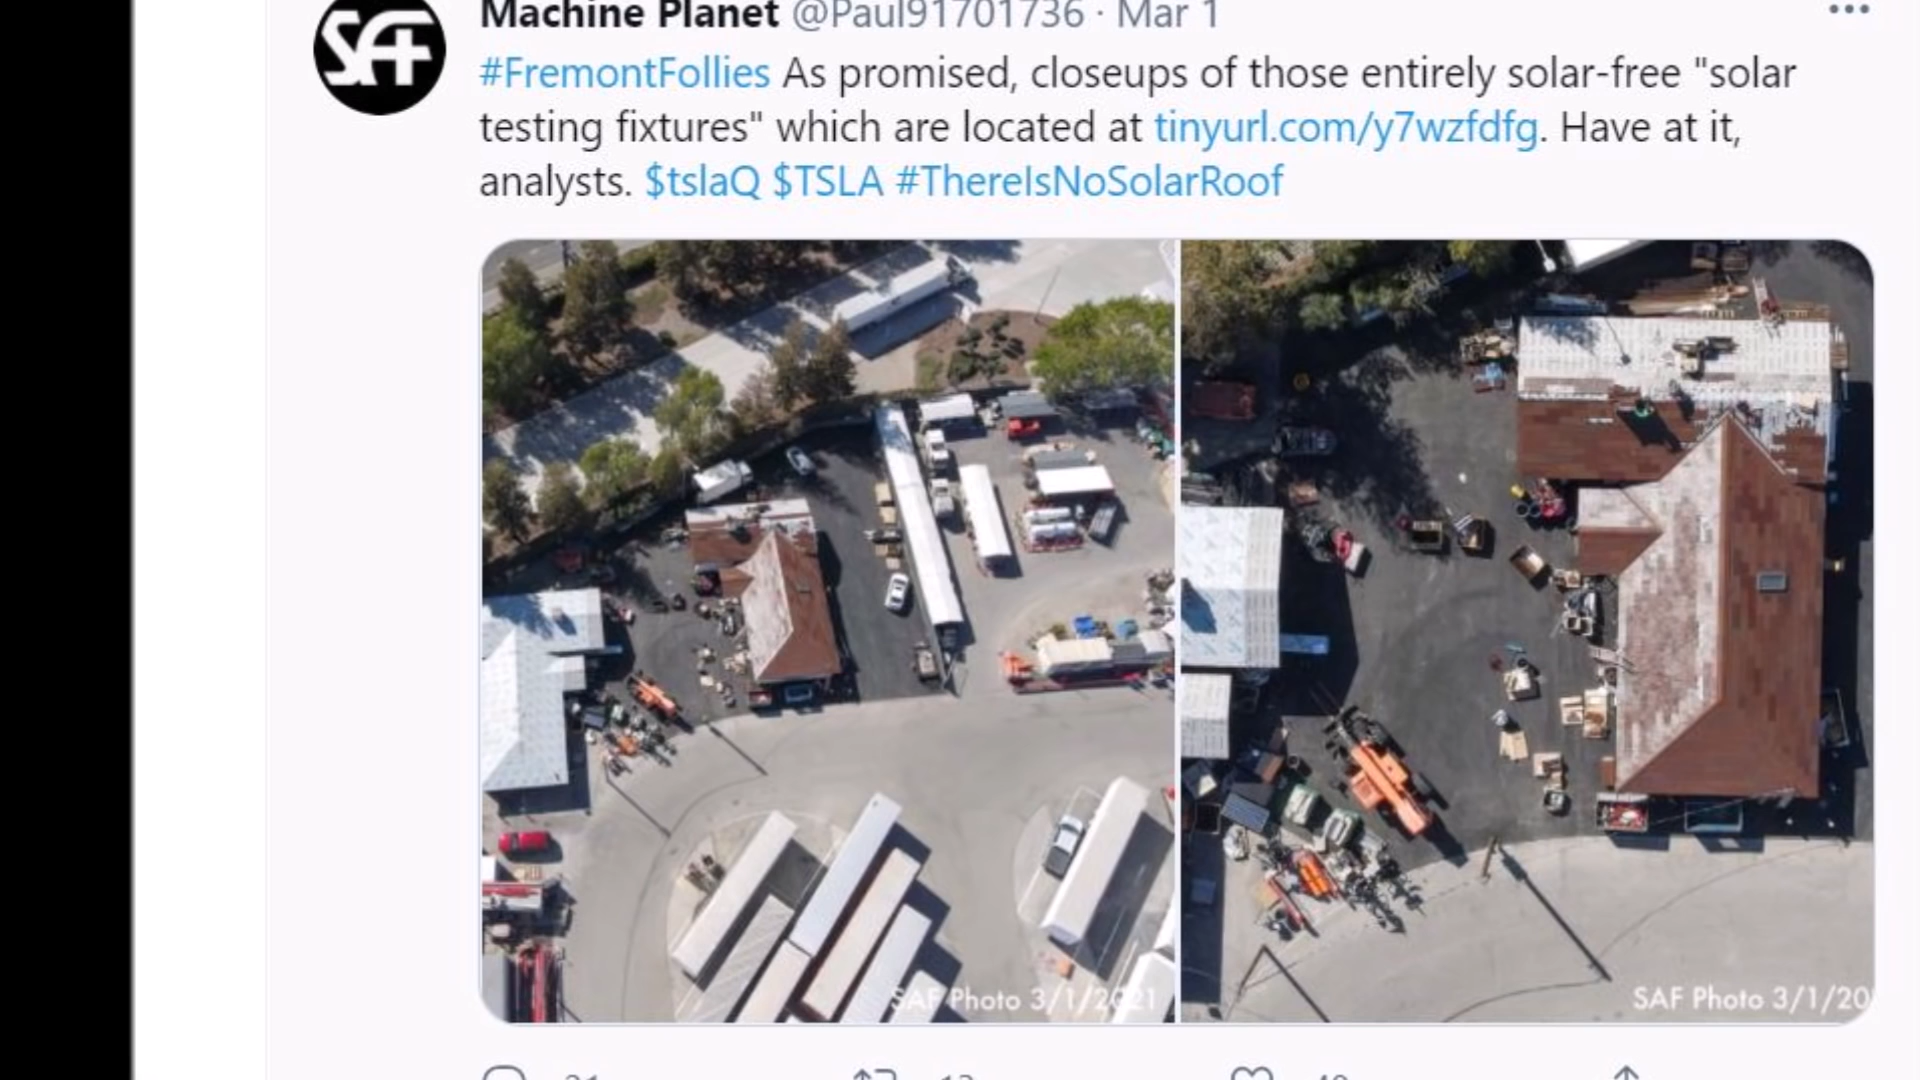 SA+
Machine Planet @Paul91701736 · Mar 1
#FremontFollies As promised, closeups of those entirely solar-free "solar
testing fixtures" which are located at tinyurl.com/y7wzfdfg. Have at it,
analysts. $tslaQ $TSLA #ThereIsNoSolarRoof
SAF Photo 3/1/2021
SAF Photo 3/1/20